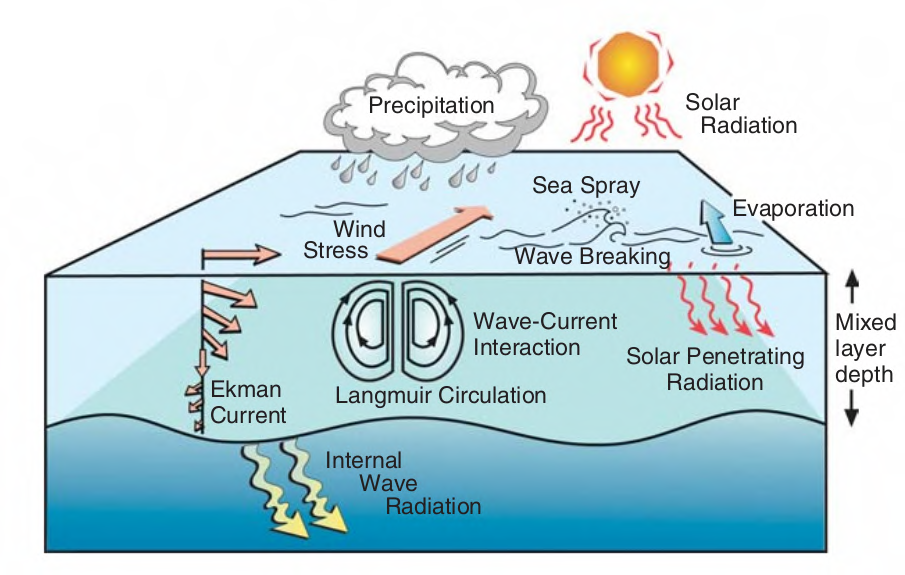 Precipitation
Solar
Radiation
Sea Spray
Evaporation
Wind
Stress
Wave Breaking
Wave-Current
Interaction
Mixed
layer
depth
Solar Penetrating
Radiation
Ekman
Current
Langmuir Circulation
Internal
Wave
Radiation